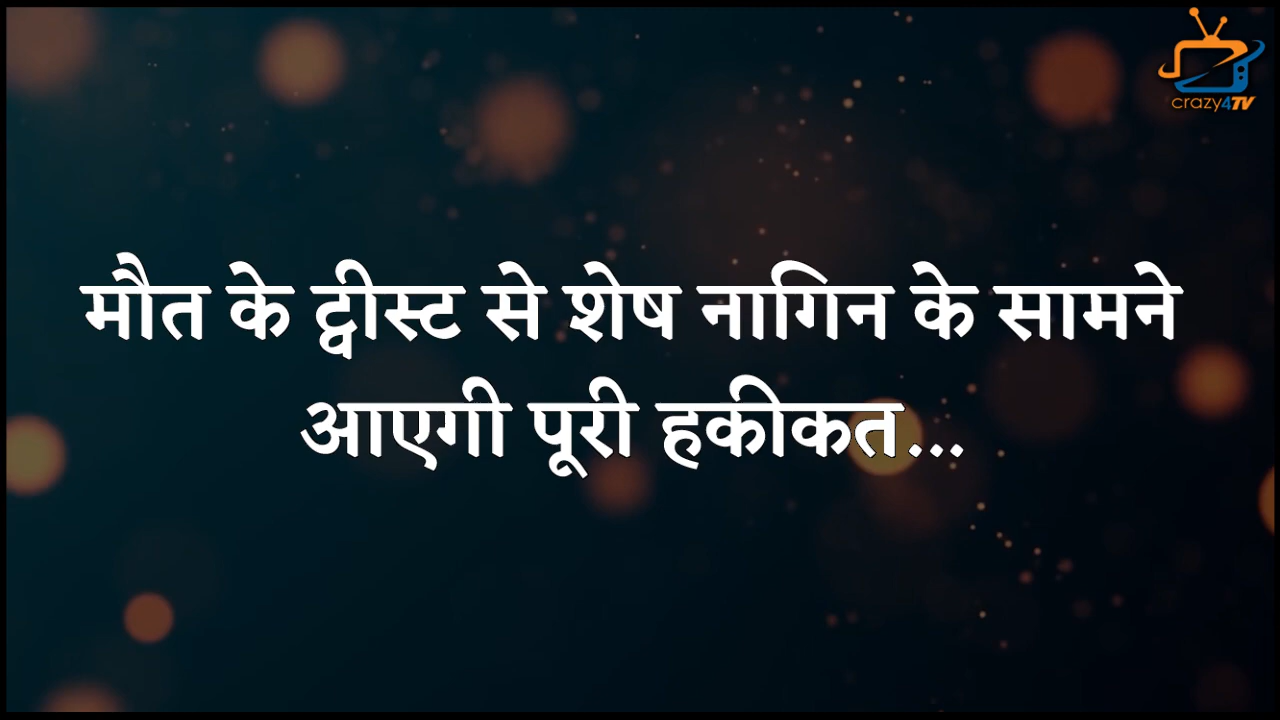 crazy4TV
मौत के ट्वीस्ट से शेष नागिन के सामने
आएगी पूरी हकीकत...